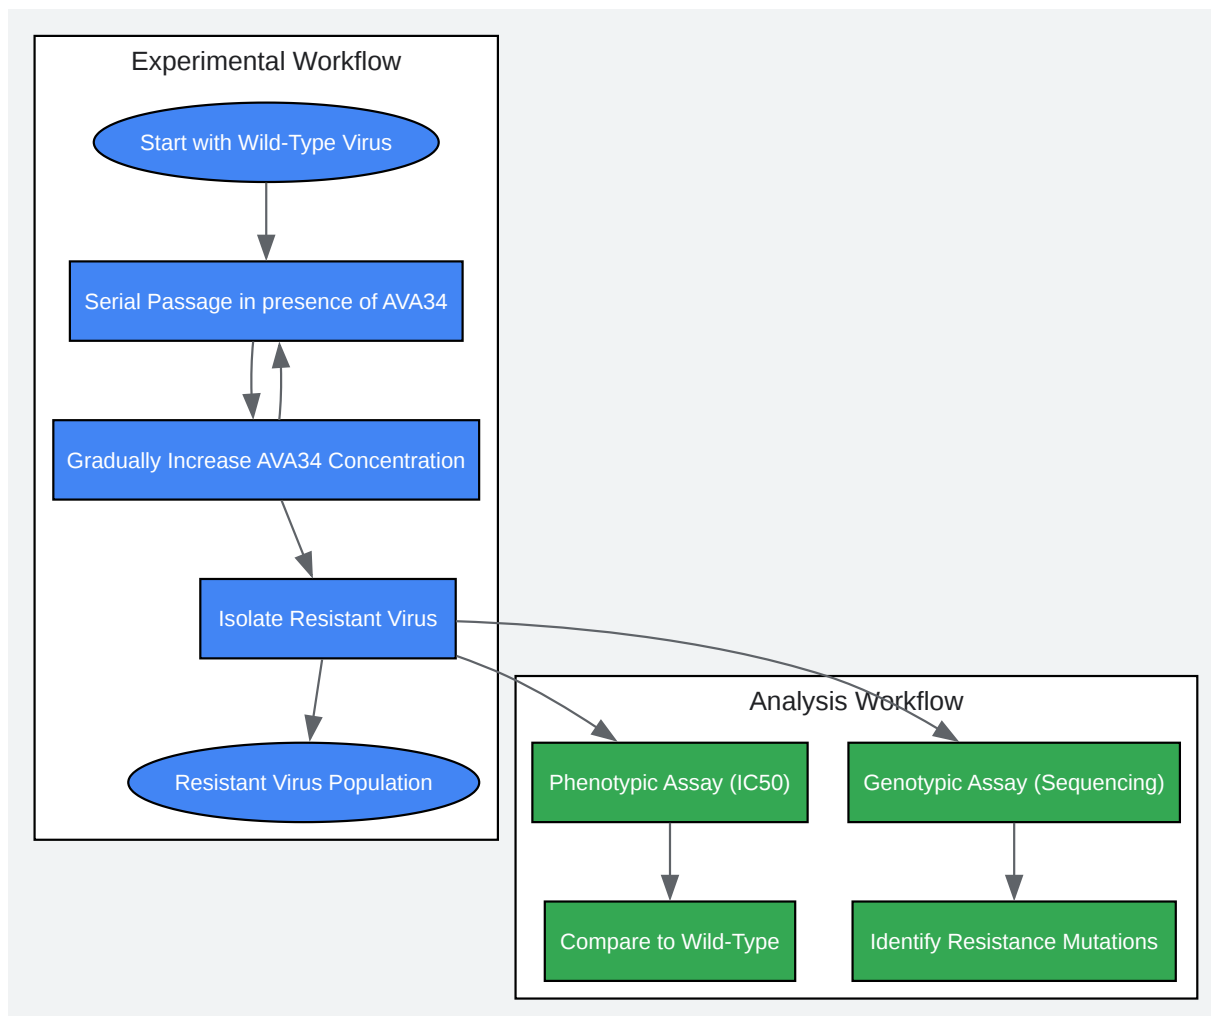 Experimental Workflow
Start with Wild-Type Virus
Serial Passage in presence of AVA34
Gradually Increase AVA34 Concentration
Isolate Resistant Virus
Resistant Virus Population
Analysis Workflow
Phenotypic Assay (IC50)
Genotypic Assay (Sequencing)
Compare to Wild-Type
Identify Resistance Mutations